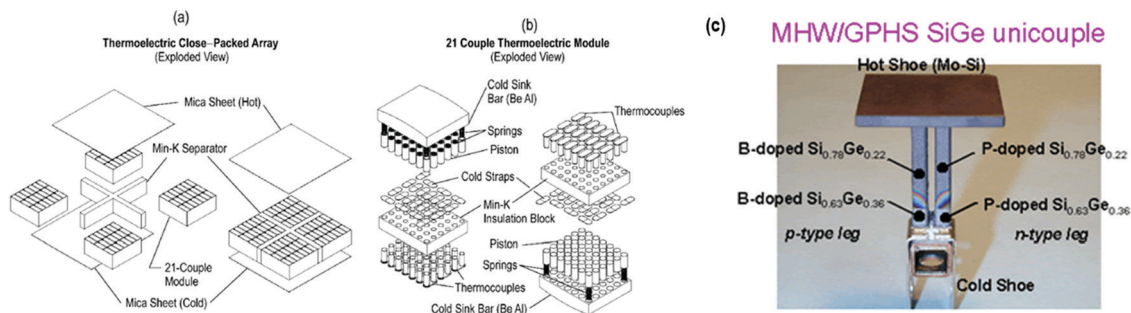 (a)
Thermoelectric Close–Packed Array
(Exploded View)
Mica Sheet (Hot)
Min-K Separator
21-Couple
Module
Mica Sheet (Cold)
(b)
21 Couple Thermoelectric Module
(Exploded View)
Cold Sink
Bar (Be Al)
Springs
Piston
Thermocouples
Cold Straps
Min-K
Insulation Block
Piston
Springs
Thermocouples
Cold Sink Bar (Be Al)
(c)
MHW/GPHS SiGe unicouple
Hot Shoe (Mo-Si)
B-doped Si0.78Ge0.22
P-doped Si0.78Ge0.22
B-doped Si0.63Ge0.36
P-doped Si0.63Ge0.36
p-type leg
n-type leg
Cold Shoe